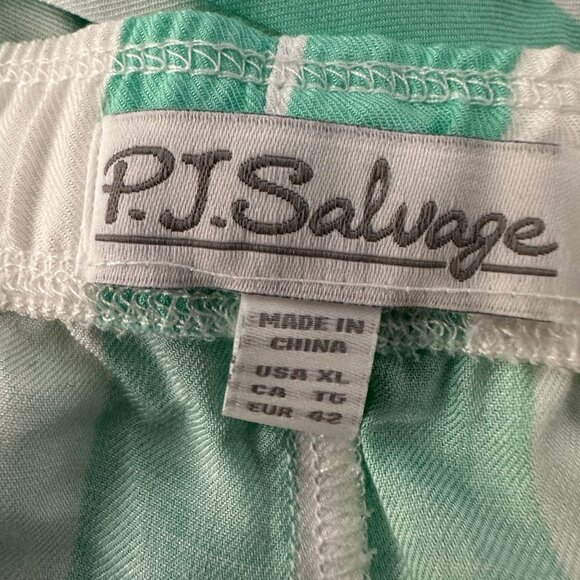 P.J. Salvage
MADE IN
CHINA
USA XL
CA TG
EUR 42